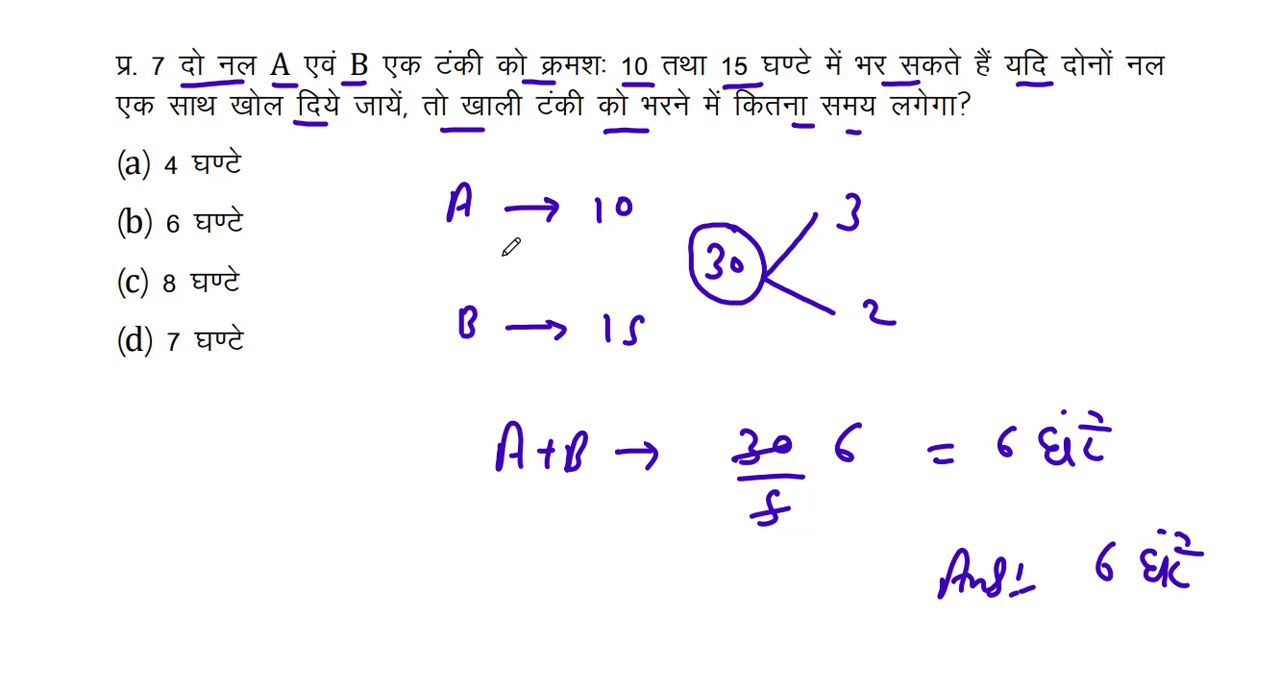 प्र. 7 दो नल A एवं B एक टंकी को क्रमशः 10 तथा 15 घण्टे में भर सकते हैं यदि दोनों नल
एक साथ खोल दिये जायें, तो खाली टंकी को भरने में कितना समय लगेगा?
(a) 4 घण्टे
(b) 6 घण्टे
(c) 8 घण्टे
(d) 7 घण्टे
A → 10
30
3
2
B → 15
A+B → 30/5 6 = 6 घंटे
Ans: 6 घंटे